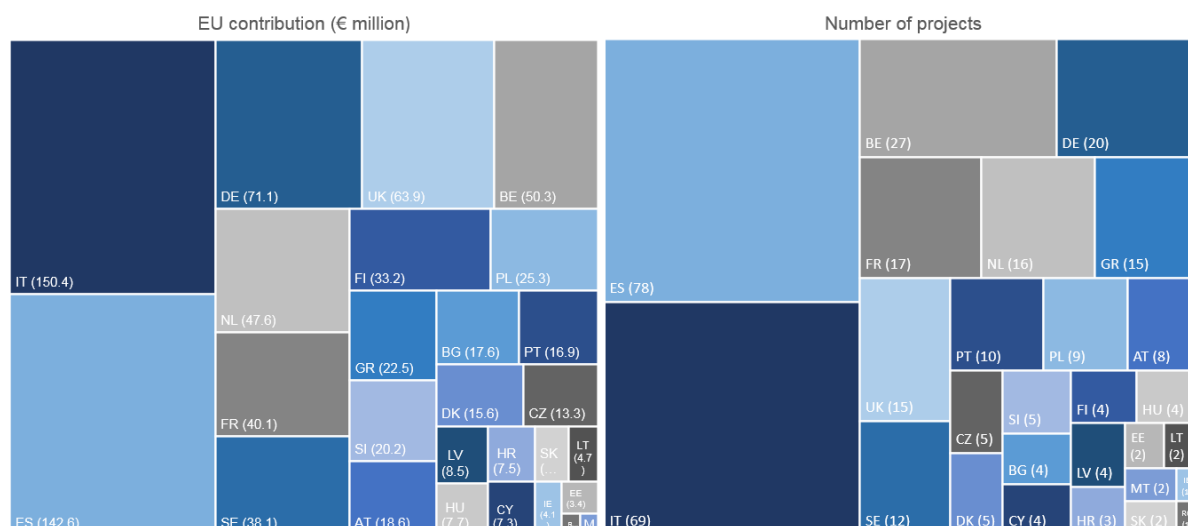 EU contribution (€ million)
IT (150.4)
ES (142.6)
DE (71.1)
UK (63.9)
BE (50.3)
NL (47.6)
FR (40.1)
SE (38.1)
FI (33.2)
PL (25.3)
GR (22.5)
SI (20.2)
AT (18.6)
BG (17.6)
PT (16.9)
DK (15.6)
CZ (13.3)
LV
(8.5)
HU
(7.7)
HR
(7.5)
CY
(7.3)
SK
(...
LT
(4.7
)
IE
(4.1
)
EE
(3.4)
M
Number of projects
ES (78)
IT (69)
BE (27)
DE (20)
FR (17)
NL (16)
GR (15)
UK (15)
SE (12)
PT (10)
PL (9)
AT (8)
CZ (5)
DK (5)
SI (5)
BG (4)
CY (4)
FI (4)
HU (4)
LV (4)
HR (3)
EE
(2)
LT
(2)
MT (2)
SK (2)